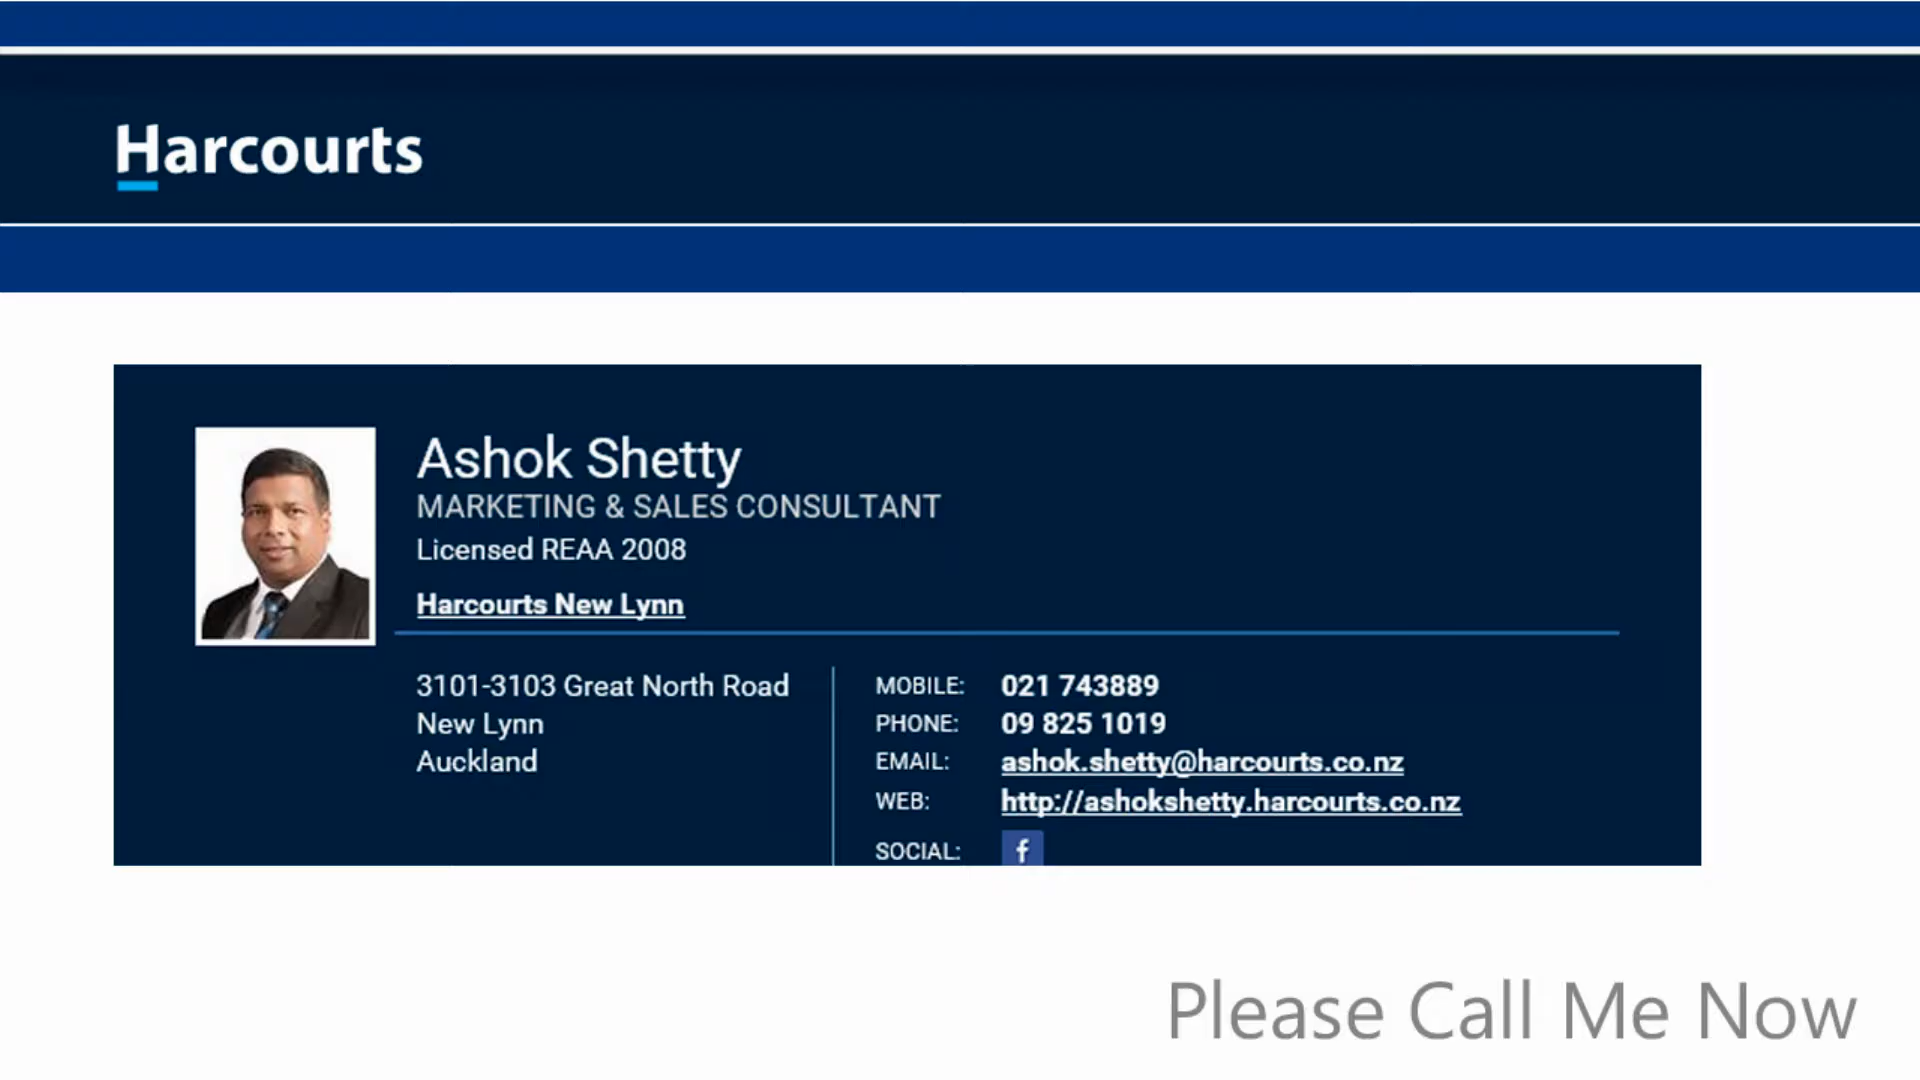 Harcourts
Ashok Shetty
MARKETING & SALES CONSULTANT
Licensed REAA 2008
Harcourts New Lynn
3101-3103 Great North Road
New Lynn
Auckland
MOBILE: 021 743889
PHONE: 09 825 1019
EMAIL: ashok.shetty@harcourts.co.nz
WEB: http://ashokshetty.harcourts.co.nz
SOCIAL: f
Please Call Me Now